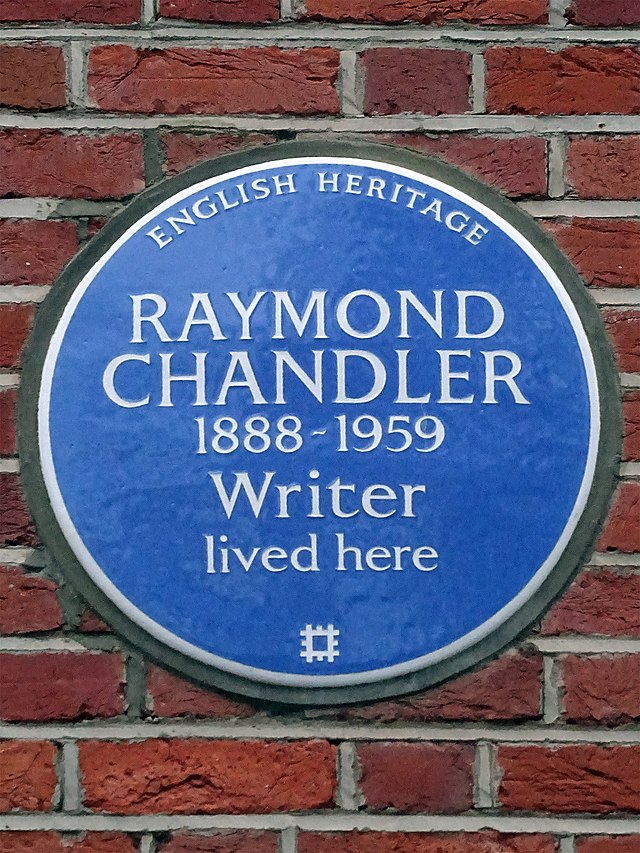 ENGLISH HERITAGE
RAYMOND
CHANDLER
1888-1959
Writer
lived here